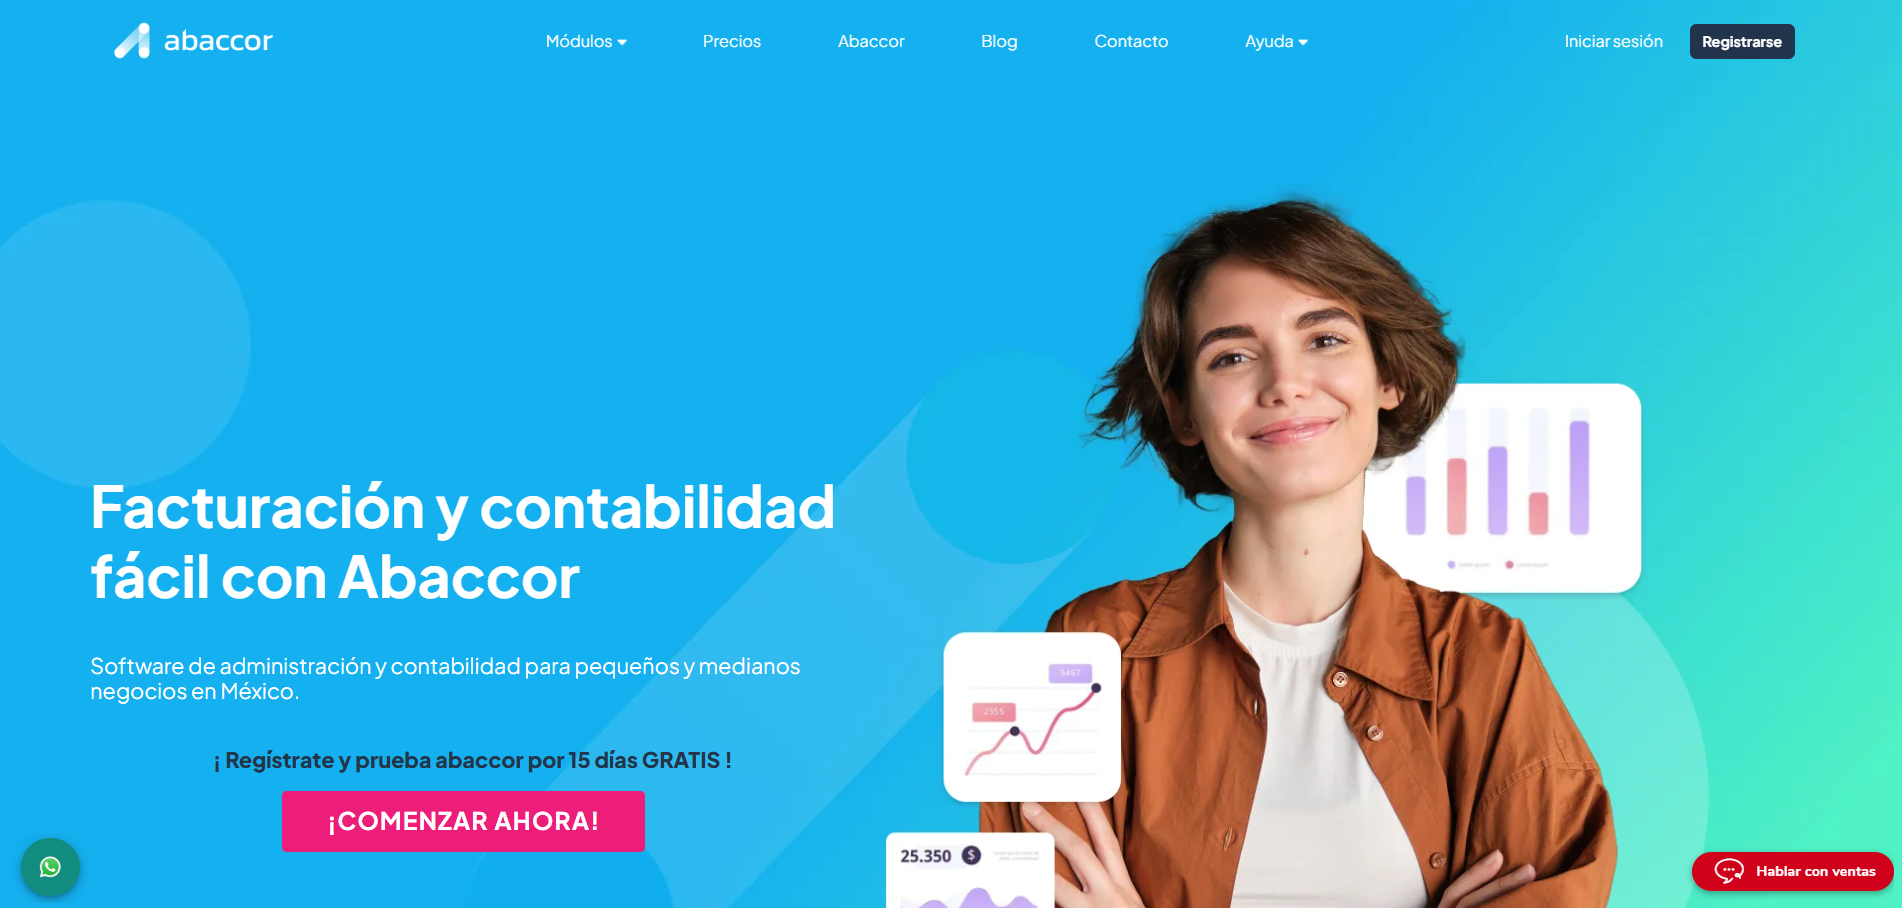 abaccor
Módulos
Precios
Abaccor
Blog
Contacto
Ayuda
Iniciar sesión
Registrarse
Facturación y contabilidad
fácil con Abaccor
Software de administración y contabilidad para pequeños y medianos
negocios en México.
¡ Regístrate y prueba abaccor por 15 días GRATIS !
¡COMENZAR AHORA!
5467
2555
25.350 $
Hablar con ventas